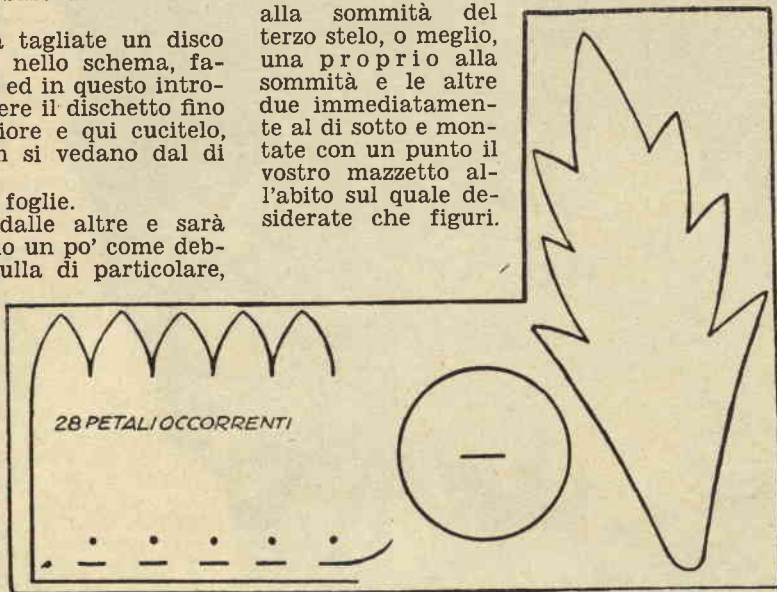 a tagliate un disco
nello schema, fa-
ed in questo intro-
ere il dischetto fino
iore e qui cucitelo,
n si vedano dal di
foglie.
dalle altre e sarà
o un po' come deb-
ulla di particolare,
alla sommità del
terzo stelo, o meglio,
una proprio alla
sommità e le altre
due immediatamen-
te al di sotto e mon-
tate con un punto il
vostro mazzetto al-
l'abito sul quale de-
siderate che figuri.
28 PETALI OCCORRENTI